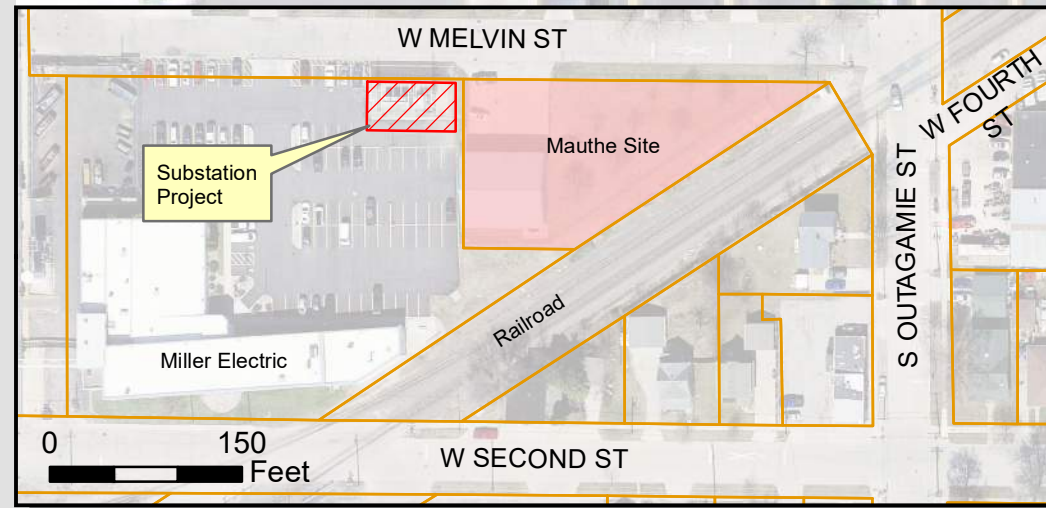 W MELVIN ST
W FOURTH
ST
Mauthe Site
Substation
Project
S OUTAGAMIE ST
Railroad
Miller Electric
0 150
Feet
W SECOND ST